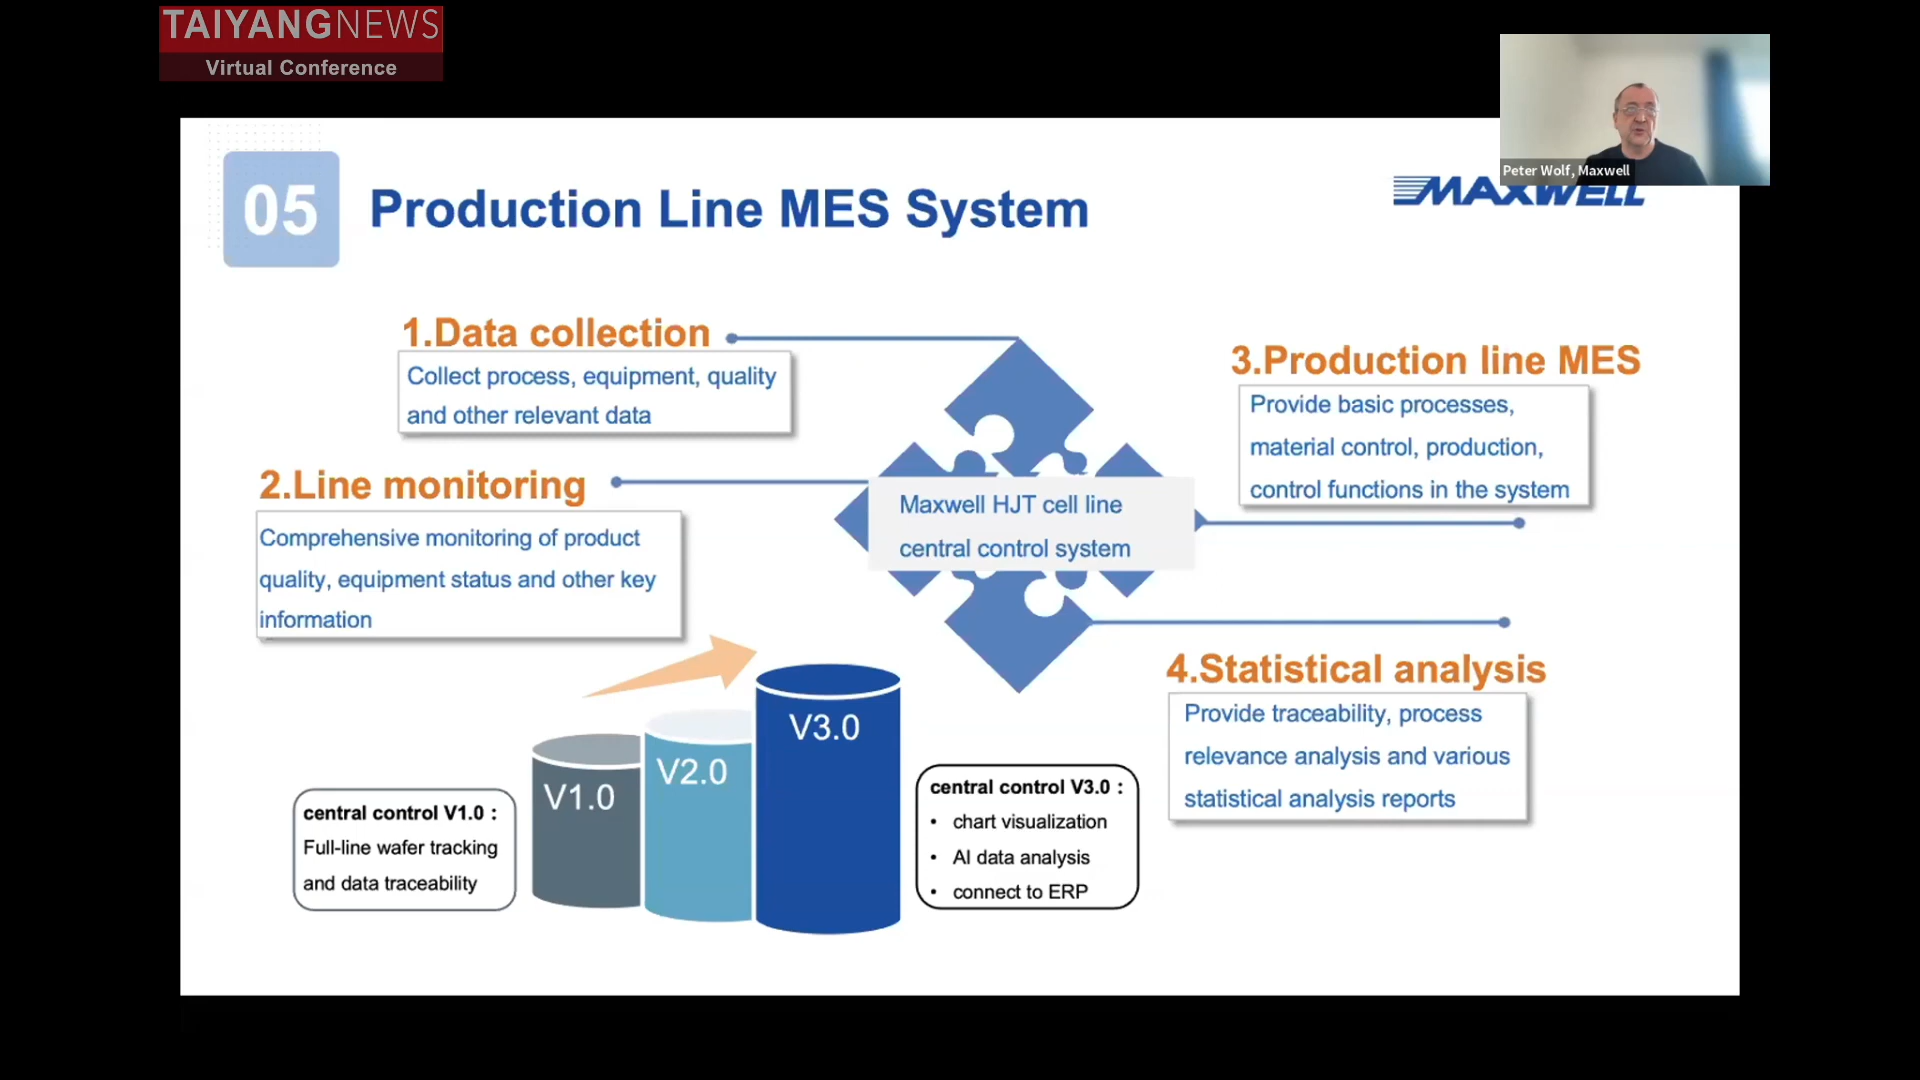 TAIYANGNEWS
Virtual Conference
Peter Wolf, Maxwell
MAXWELL
05
Production Line MES System
1.Data collection
Collect process, equipment, quality
and other relevant data
2.Line monitoring
Comprehensive monitoring of product
quality, equipment status and other key
information
Maxwell HJT cell line
central control system
3.Production line MES
Provide basic processes,
material control, production,
control functions in the system
4.Statistical analysis
Provide traceability, process
relevance analysis and various
statistical analysis reports
V1.0
V2.0
V3.0
central control V1.0 :
Full-line wafer tracking
and data traceability
central control V3.0 :
• chart visualization
• AI data analysis
• connect to ERP